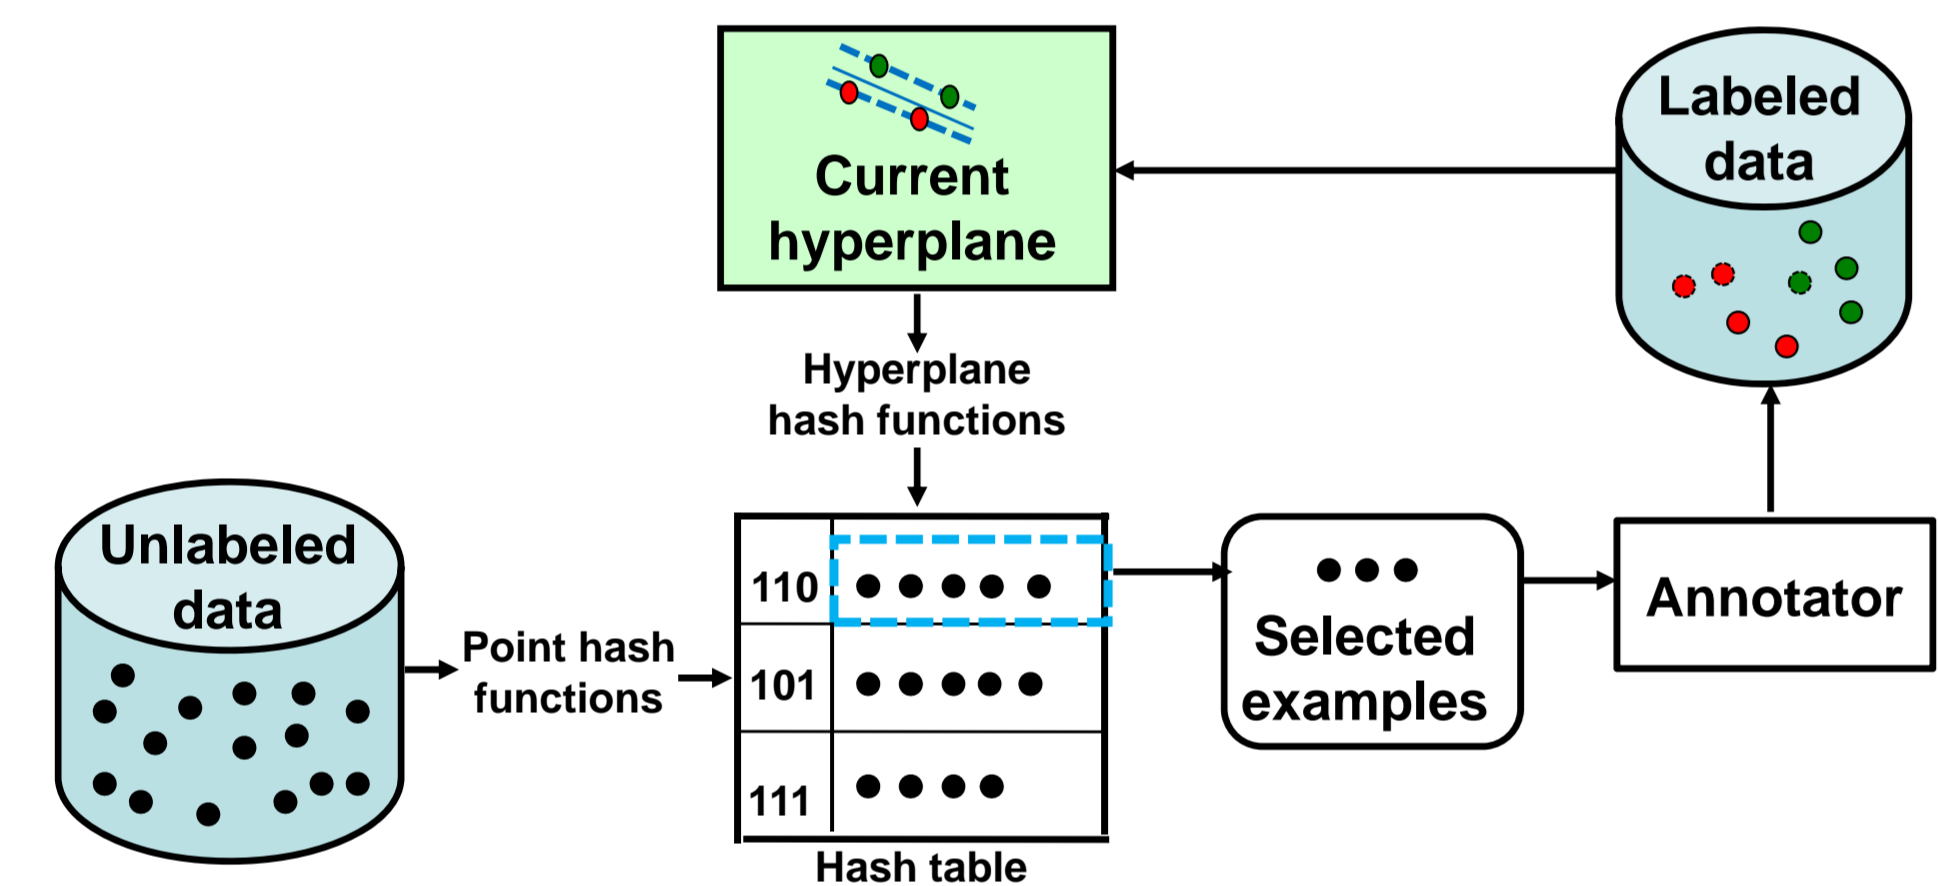 Current
hyperplane
Labeled
data
Hyperplane
hash functions
Unlabeled
data
Point hash
functions
110
101
111
Hash table
Selected
examples
Annotator